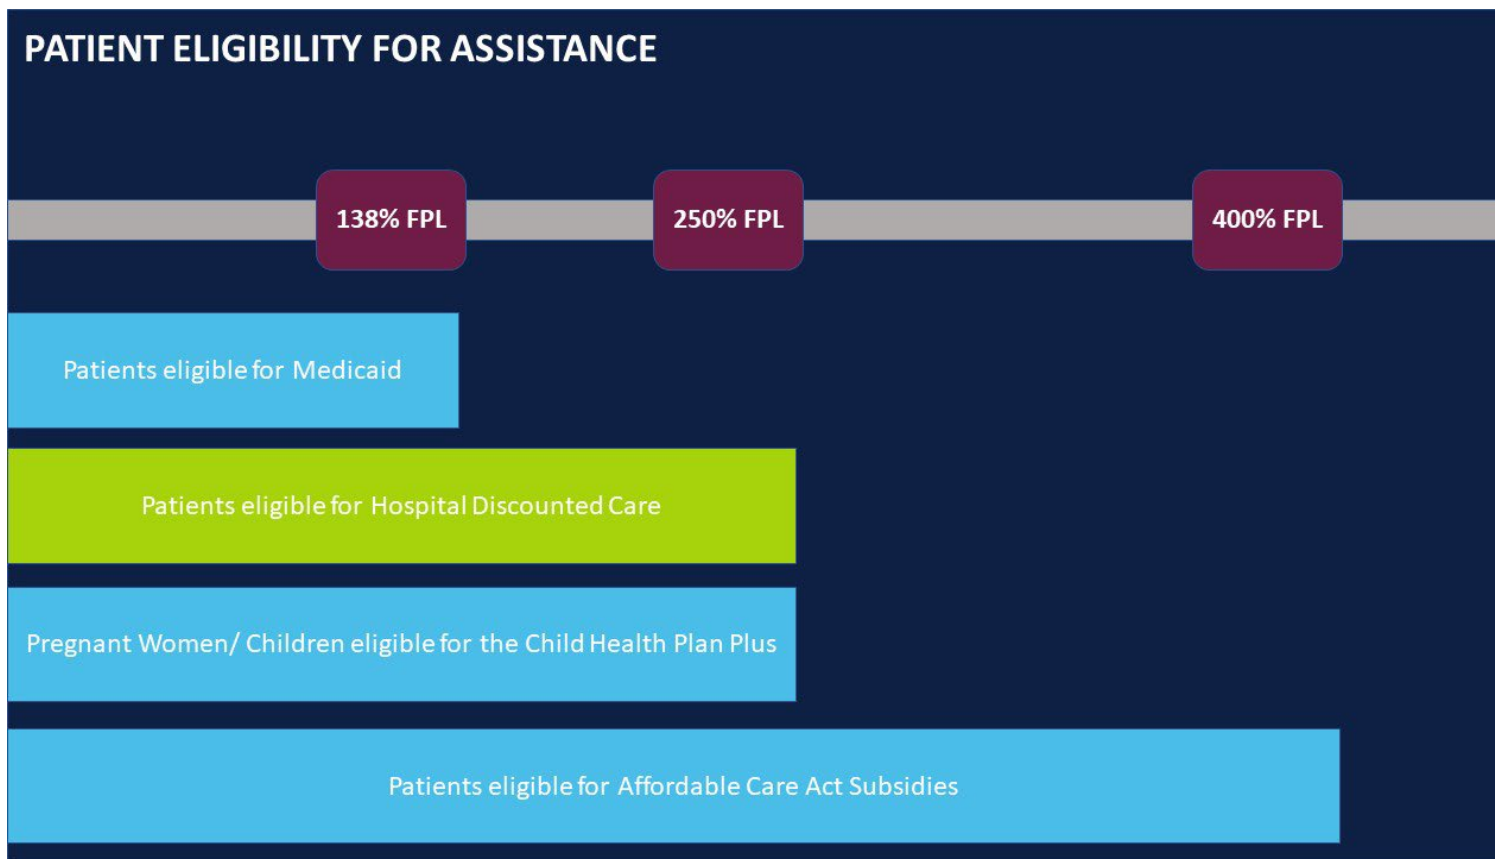 PATIENT ELIGIBILITY FOR ASSISTANCE
138% FPL
250% FPL
400% FPL
Patients eligible for Medicaid
Patients eligible for Hospital Discounted Care
Pregnant Women/ Children eligible for the Child Health Plan Plus
Patients eligible for Affordable Care Act Subsidies